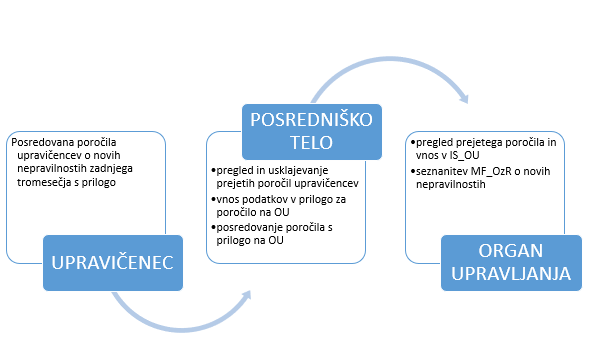 Posredovana poročila
upravičencev o novih
nepravilnostih zadnjega
tromesečja s prilogo
UPRAVIČENEC
POSREDNIŠKO
TELO
•pregled in usklajevanje
prejetih poročil upravičencev
•vnos podatkov v prilogo za
poročilo na OU
•posredovanje poročila s
prilogo na OU
•pregled prejetega poročila in
vnos v IS_OU
•seznanitev MF_OzR o novih
nepravilnostih
ORGAN
UPRAVLJANJA